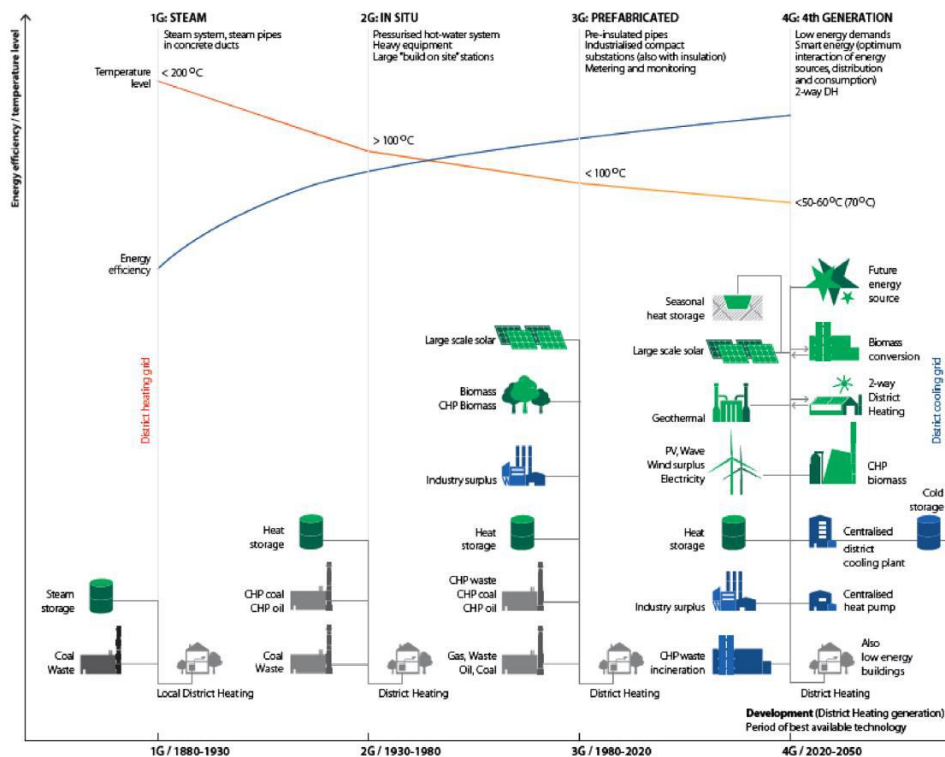 1G: STEAM
Steam system, steam pipes
in concrete ducts
2G: IN SITU
Pressurised hot-water system
Heavy equipment
Large "build on site" stations
3G: PREFABRICATED
Pre-insulated pipes
Industrialised compact
substations (also with insulation)
Metering and monitoring
4G: 4th GENERATION
Low energy demands
Smart energy (optimum
interaction of energy
sources, distribution
and consumption)
2-way DH
Energy efficiency / temperature level
Temperature
level
< 200 °C
> 100 °C
< 100 °C
<50-60 °C (70°C)
Energy
efficiency
District heating grid
District cooling grid
Seasonal
heat storage
Future
energy
source
Large scale solar
Large scale solar
Biomass
conversion
Biomass
CHP Biomass
Geothermal
2-way
District
Heating
Industry surplus
PV, Wave
Wind surplus
Electricity
CHP
biomass
Cold
storage
Heat
storage
Heat
storage
Heat
storage
Centralised
district
cooling plant
Steam
storage
CHP coal
CHP oil
CHP waste
CHP coal
CHP oil
Industry surplus
Centralised
heat pump
Coal
Waste
Coal
Waste
Gas, Waste
Oil, Coal
CHP waste
incineration
Also
low energy
buildings
Local District Heating
District Heating
District Heating
District Heating
Development (District Heating generation)
Period of best available technology
1G / 1880-1930
2G / 1930-1980
3G / 1980-2020
4G / 2020-2050